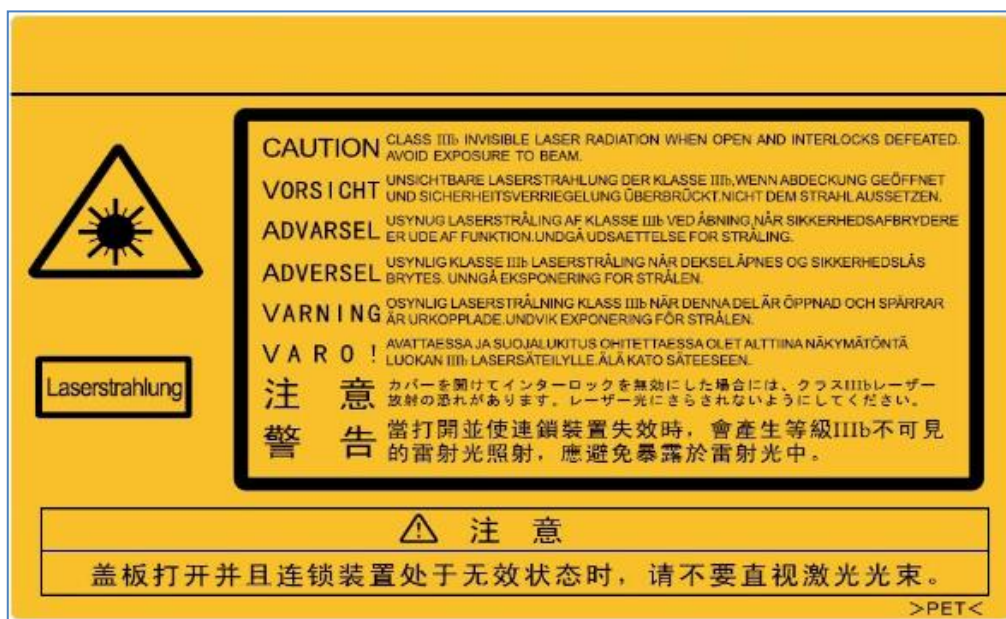 CAUTION CLASS IIIb INVISIBLE LASER RADIATION WHEN OPEN AND INTERLOCKS DEFEATED.
AVOID EXPOSURE TO BEAM.
VORSICHT UNSICHTBARE LASERSTRAHLUNG DER KLASSE IIIb,WENN ABDECKUNG GEÖFFNET
UND SICHERHEITSVERRIEGELUNG ÜBERBRÜCKT.NICHT DEM STRAHL AUSSETZEN.
ADVARSEL USYNUG LASERSTRÅLING AF KLASSE IIIb VED ÅBNING,NÅR SIKKERHEDSAFBRYDERE
ER UDE AF FUNKTION.UNDGÅ UDSAETTELSE FOR STRÅLING.
ADVERSEL USYNLIG KLASSE IIIb LASERSTRÅLING NÅR DEKSEL ÅPNES OG SIKKERHEDSLÅS
BRYTES. UNNGÅ EKSPONERING FOR STRÅLEN.
VARNING OSYNLIG LASERSTRÅLNING KLASS IIIb NÄR DENNA DEL ÄR ÖPPNAD OCH SPÄRRAR
ÄR URKOPPLADE.UNDVIK EXPONERING FÖR STRÅLEN.
VARO! AVATTAESSA JA SUOJALUKITUS OHITETTAESSA OLET ALTTIINA NÄKYMÄTÖNTÄ
LUOKAN IIIb LASERSÄTEILYLLE.ÄLÄ KATO SÄTEESEEN.
注意 カバーを開けてインターロックを無効にした場合には、クラスIIIbレーザー
放射の恐れがあります。レーザー光にさらされないようにしてください。
警告 當打開並使連鎖裝置失效時，會產生等級IIIb不可見
的雷射光照射，應避免暴露於雷射光中。
Laserstrahlung
注意
盖板打开并且连锁装置处于无效状态时，请不要直视激光光束。
>PET<